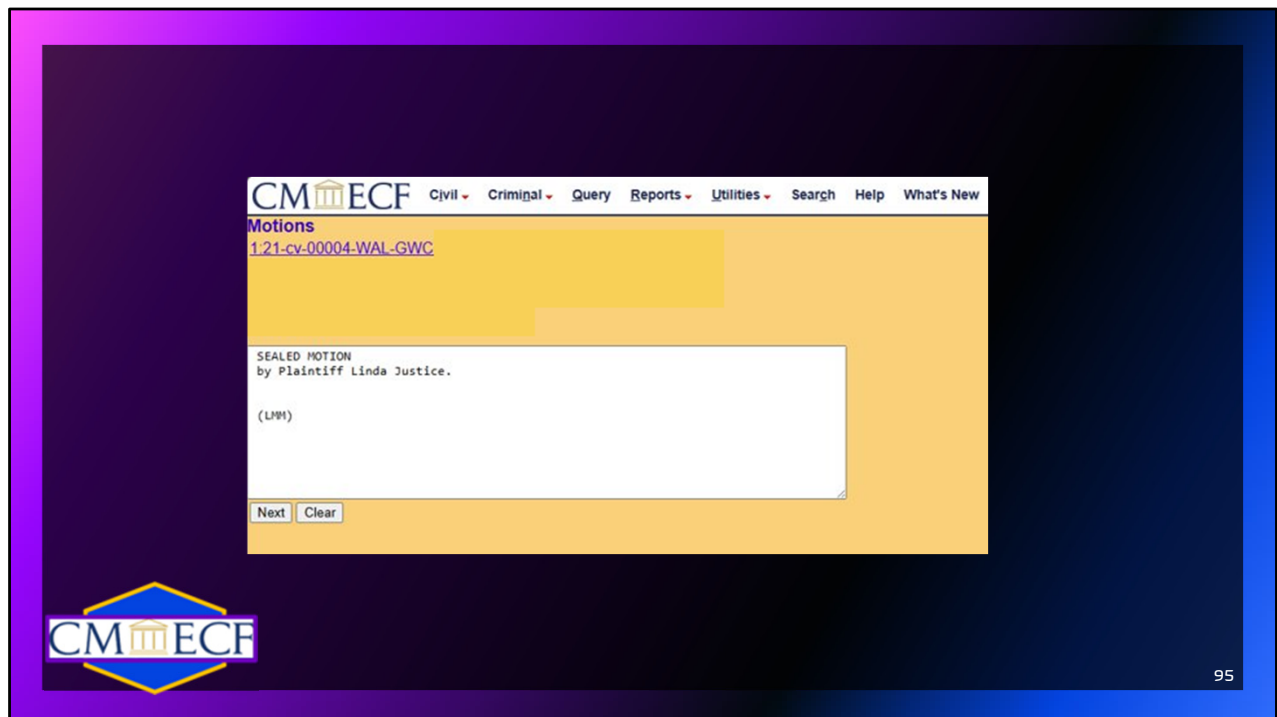 CM ECF Civil Criminal Query Reports Utilities Search Help What's New
Motions
1:21-cv-00004-WAL-GWC
SEALED MOTION
by Plaintiff Linda Justice.
(LMM)
Next Clear
CM ECF
95